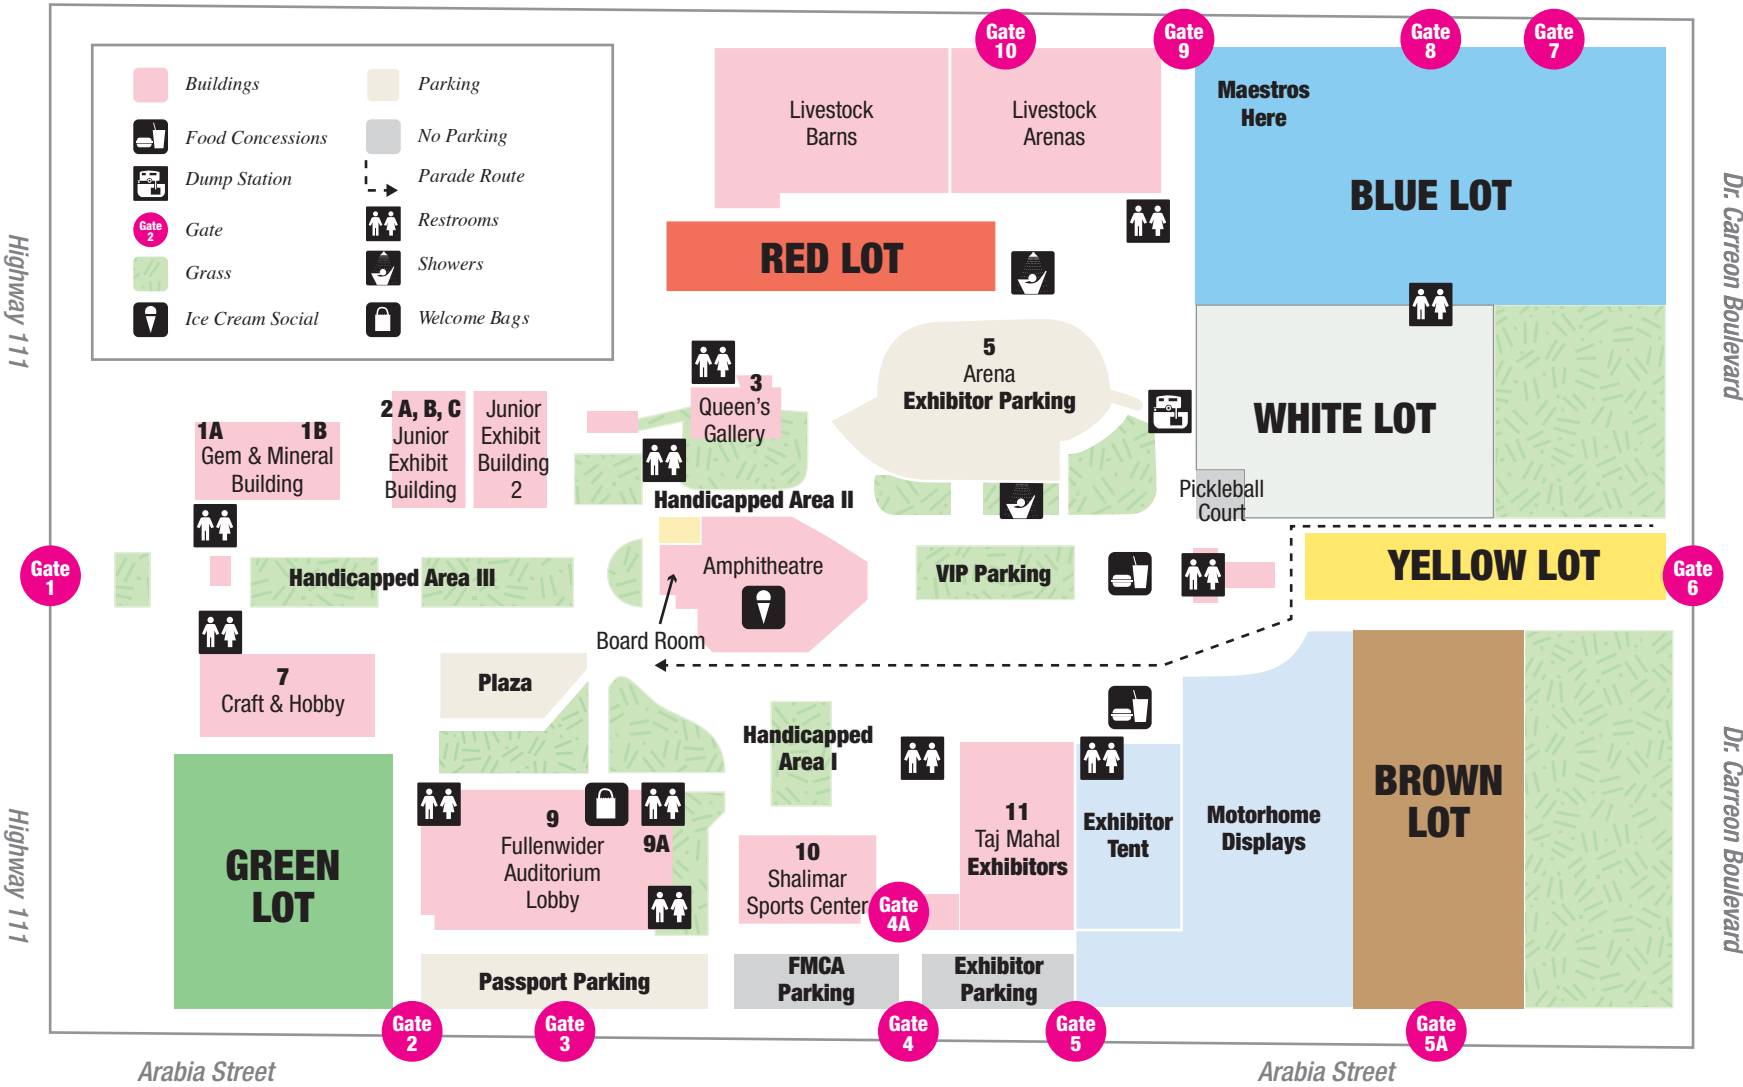 Gate
10
Gate
9
Gate
8
Gate
7
Buildings
Parking
Food Concessions
No Parking
Dump Station
Parade Route
Gate
2
Gate
Restrooms
Grass
Showers
Ice Cream Social
Welcome Bags
Livestock
Barns
Livestock
Arenas
Maestros
Here
BLUE LOT
RED LOT
Highway 111
Dr. Carreon Boulevard
5
Arena
Exhibitor Parking
WHITE LOT
Pickleball
Court
3
Queen's
Gallery
2 A, B, C
Junior
Exhibit
Building
Junior
Exhibit
Building
2
1A
1B
Gem & Mineral
Building
Handicapped Area II
Gate
1
Handicapped Area III
Amphitheatre
Board Room
VIP Parking
YELLOW LOT
Gate
6
7
Craft & Hobby
Plaza
Handicapped
Area I
GREEN
LOT
9
Fullenwider
Auditorium
Lobby
9A
10
Shalimar
Sports Center
Gate
4A
11
Taj Mahal
Exhibitors
Exhibitor
Tent
Motorhome
Displays
BROWN
LOT
Highway 111
Dr. Carreon Boulevard
Passport Parking
FMCA
Parking
Exhibitor
Parking
Gate
2
Gate
3
Gate
4
Gate
5
Gate
5A
Arabia Street
Arabia Street